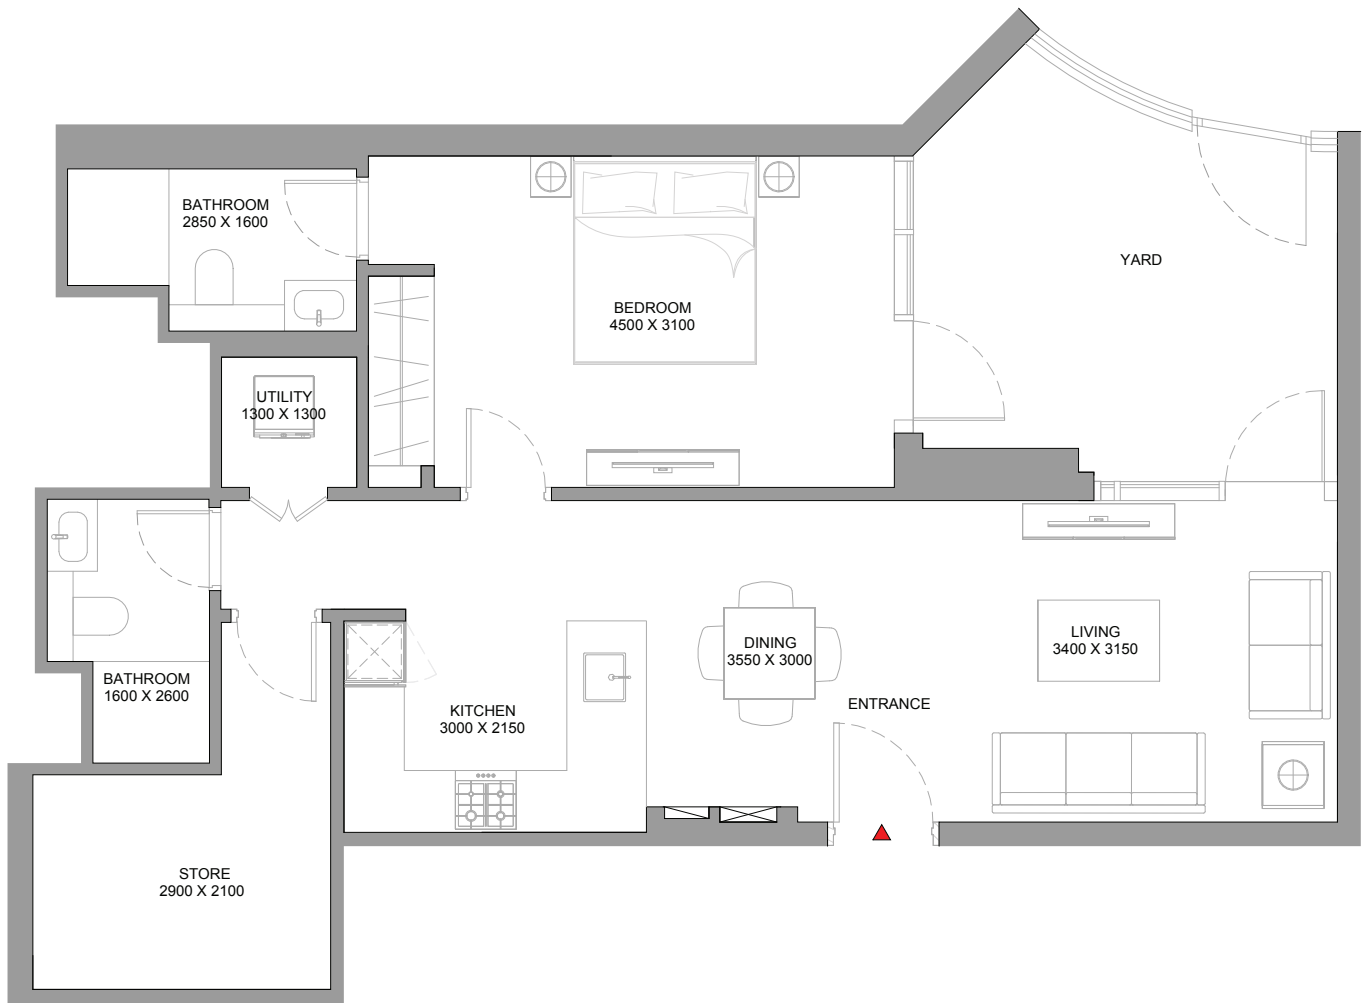 BATHROOM
2850 X 1600
YARD
BEDROOM
4500 X 3100
UTILITY
1300 X 1300
LIVING
3400 X 3150
DINING
3550 X 3000
BATHROOM
1600 X 2600
ENTRANCE
KITCHEN
3000 X 2150
STORE
2900 X 2100